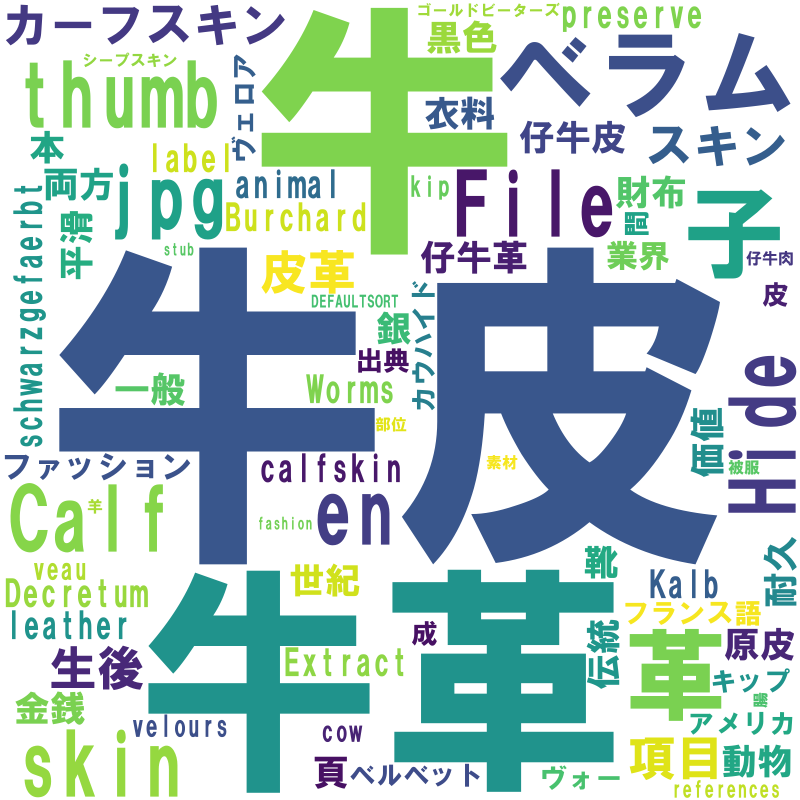 カーフスキン
ゴールドビーターズ
preserve
黒色
シープスキン
thumb
牛
ベラム
ヴェロア
衣料
仔牛皮
スキン
本
label
両方
jpg
animal
kip
File
財布
Burchard
間
子
平滑
schwarzgefaerbt
stub
皮革
仔牛革
業界
仔牛肉
DEFAULTSORT
皮
牛皮
カウハイド
銀
出典
一般
Worms
Hide
部位
価値
ファッション
calfskin
素材
被服
Calf
羊
en
fashion
veau
世紀
靴
Kalb
耐久
Decretum
leather
牛革
フランス語
成
伝統
革
原皮
生後
Extract
キップ
金銭
velours
cow
アメリカ
skin
頁
ベルベット
ヴォー
項目
動物
references